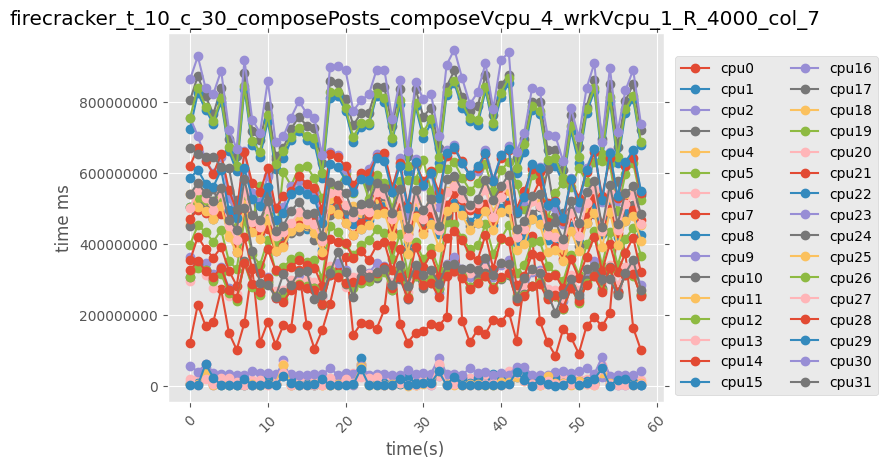 firecracker_t_10_c_30_composePosts_composeVcpu_4_wrkVcpu_1_R_4000_col_7
800000000
600000000
400000000
200000000
0
time ms
0
10
20
30
40
50
60
time(s)
cpu0
cpu1
cpu2
cpu3
cpu4
cpu5
cpu6
cpu7
cpu8
cpu9
cpu10
cpu11
cpu12
cpu13
cpu14
cpu15
cpu16
cpu17
cpu18
cpu19
cpu20
cpu21
cpu22
cpu23
cpu24
cpu25
cpu26
cpu27
cpu28
cpu29
cpu30
cpu31